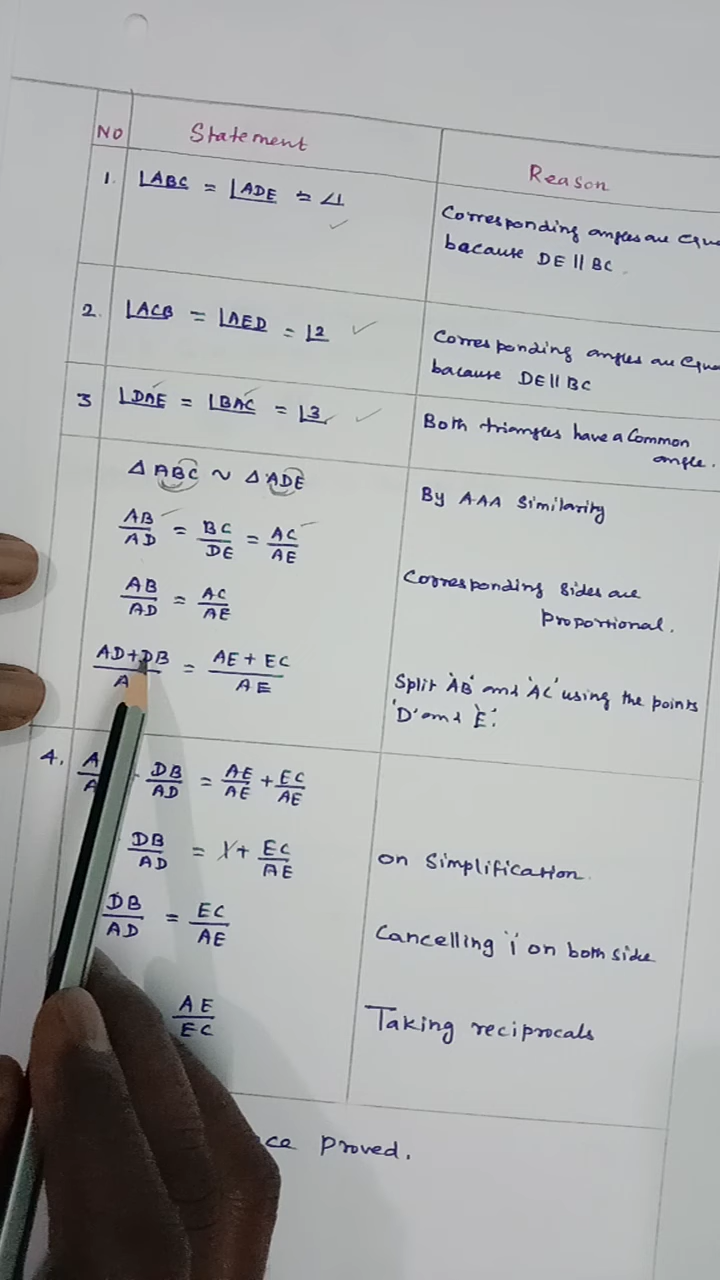 No Statement Reason
1. ∠ABC = ∠ADE = ∠1 Corresponding angles are
bacause DE || BC.
2. ∠ACB = ∠AED = ∠2 Corresponding angles are
bacause DE || BC
3 ∠DAE = ∠BAC = ∠3 Both triangles have a Common
angle.
Δ ABC ~ Δ ADE By AAA Similarity
AB/AD = BC/DE = AC/AE Corresponding sides are
proportional.
AB/AD = AC/AE
AD+DB = AE + EC/AE Split 'AB' and 'AC' using the points
'D' and 'E'.
4. DB/AD = AE/AE + EC/AE
DB/AD = 1 + EC/AE on Simplification.
DB/AD = EC/AE Cancelling '1' on both side
AE/EC Taking reciprocals
Proved.